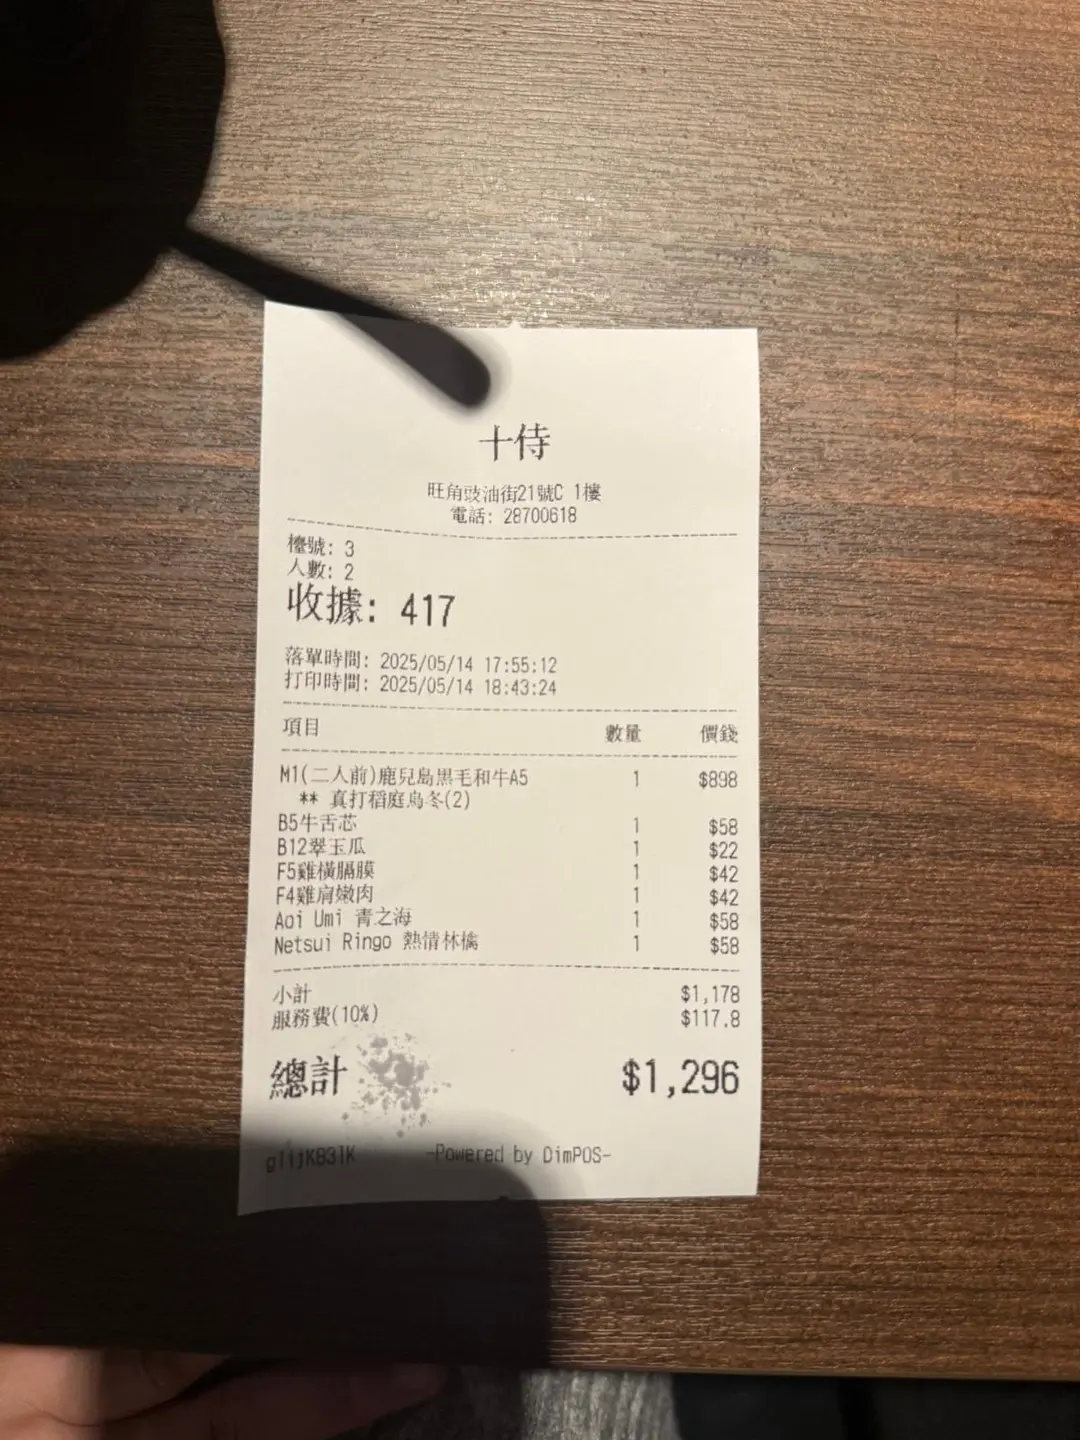 十侍
旺角豉油街21號C 1樓
電話: 28700618
檯號: 3
人數: 2
收據: 417
落單時間: 2025/05/14 17:55:12
打印時間: 2025/05/14 18:43:24
項目 數量 價錢
M1(二人前)鹿兒島黑毛和牛A5 1 $898
** 真打稻庭烏冬(2)
B5牛舌芯 1 $58
B12翠玉瓜 1 $22
F5雞橫膈膜 1 $42
F4雞肩嫩肉 1 $42
Aoi Umi 青之海 1 $58
Netsui Ringo 熱情林檎 1 $58
小計 $1,178
服務費(10%) $117.8
總計 $1,296
-Powered by DimPOS-